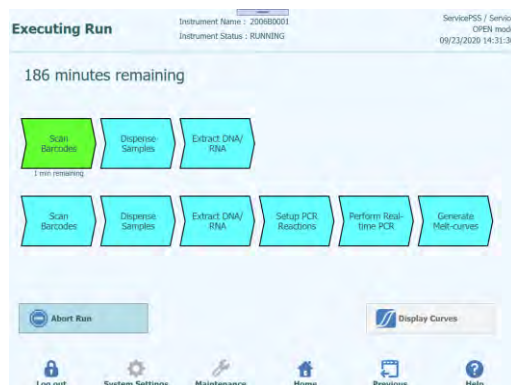 Executing Run
Instrument Name : 200680001
Instrument Status : RUNNING
ServicePSS / Servic
OPEN mod
09/23/2020 14:31:3
186 minutes remaining
Scan
Barcodes
Dispense
Samples
Extract DNA/
RNA
1 min remaining
Scan
Barcodes
Dispense
Samples
Extract DNA/
RNA
Setup PCR
Reactions
Perform Real-
time PCR
Generate
Melt-curves
Abort Run
Display Curves
Log out
System Settings
Maintenance
Home
Previous
Help